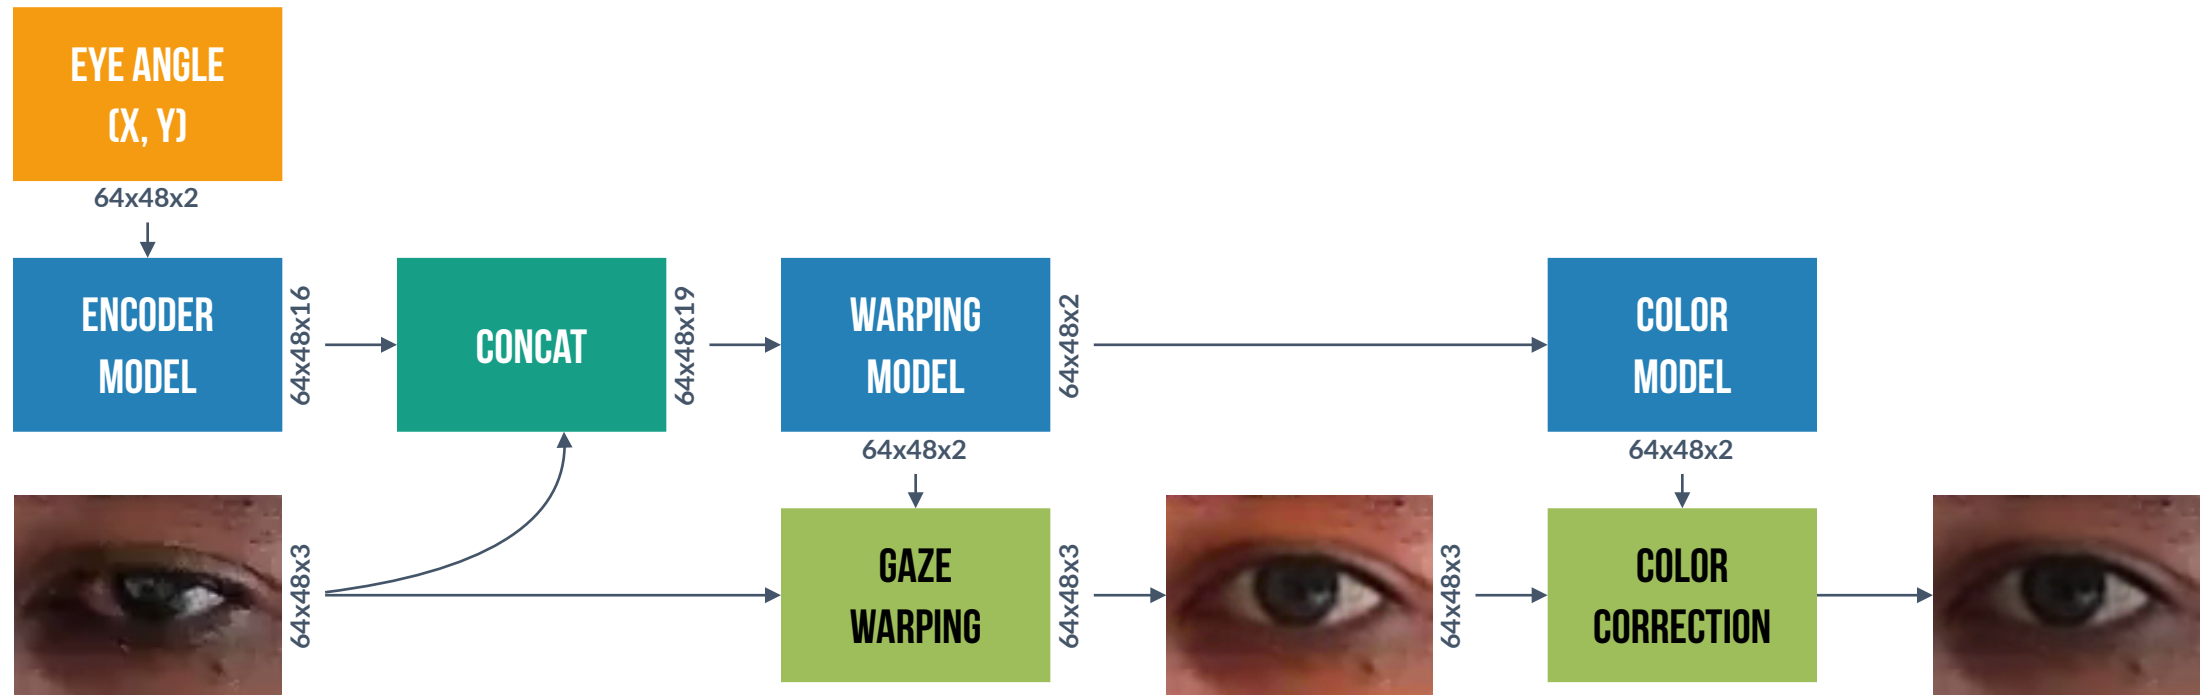 EYE ANGLE
(X, Y)
64x48x2
ENCODER
MODEL
64x48x16
CONCAT
64x48x19
WARPING
MODEL
64x48x2
COLOR
MODEL
64x48x2
64x48x2
64x48x3
GAZE
WARPING
64x48x3
64x48x3
COLOR
CORRECTION